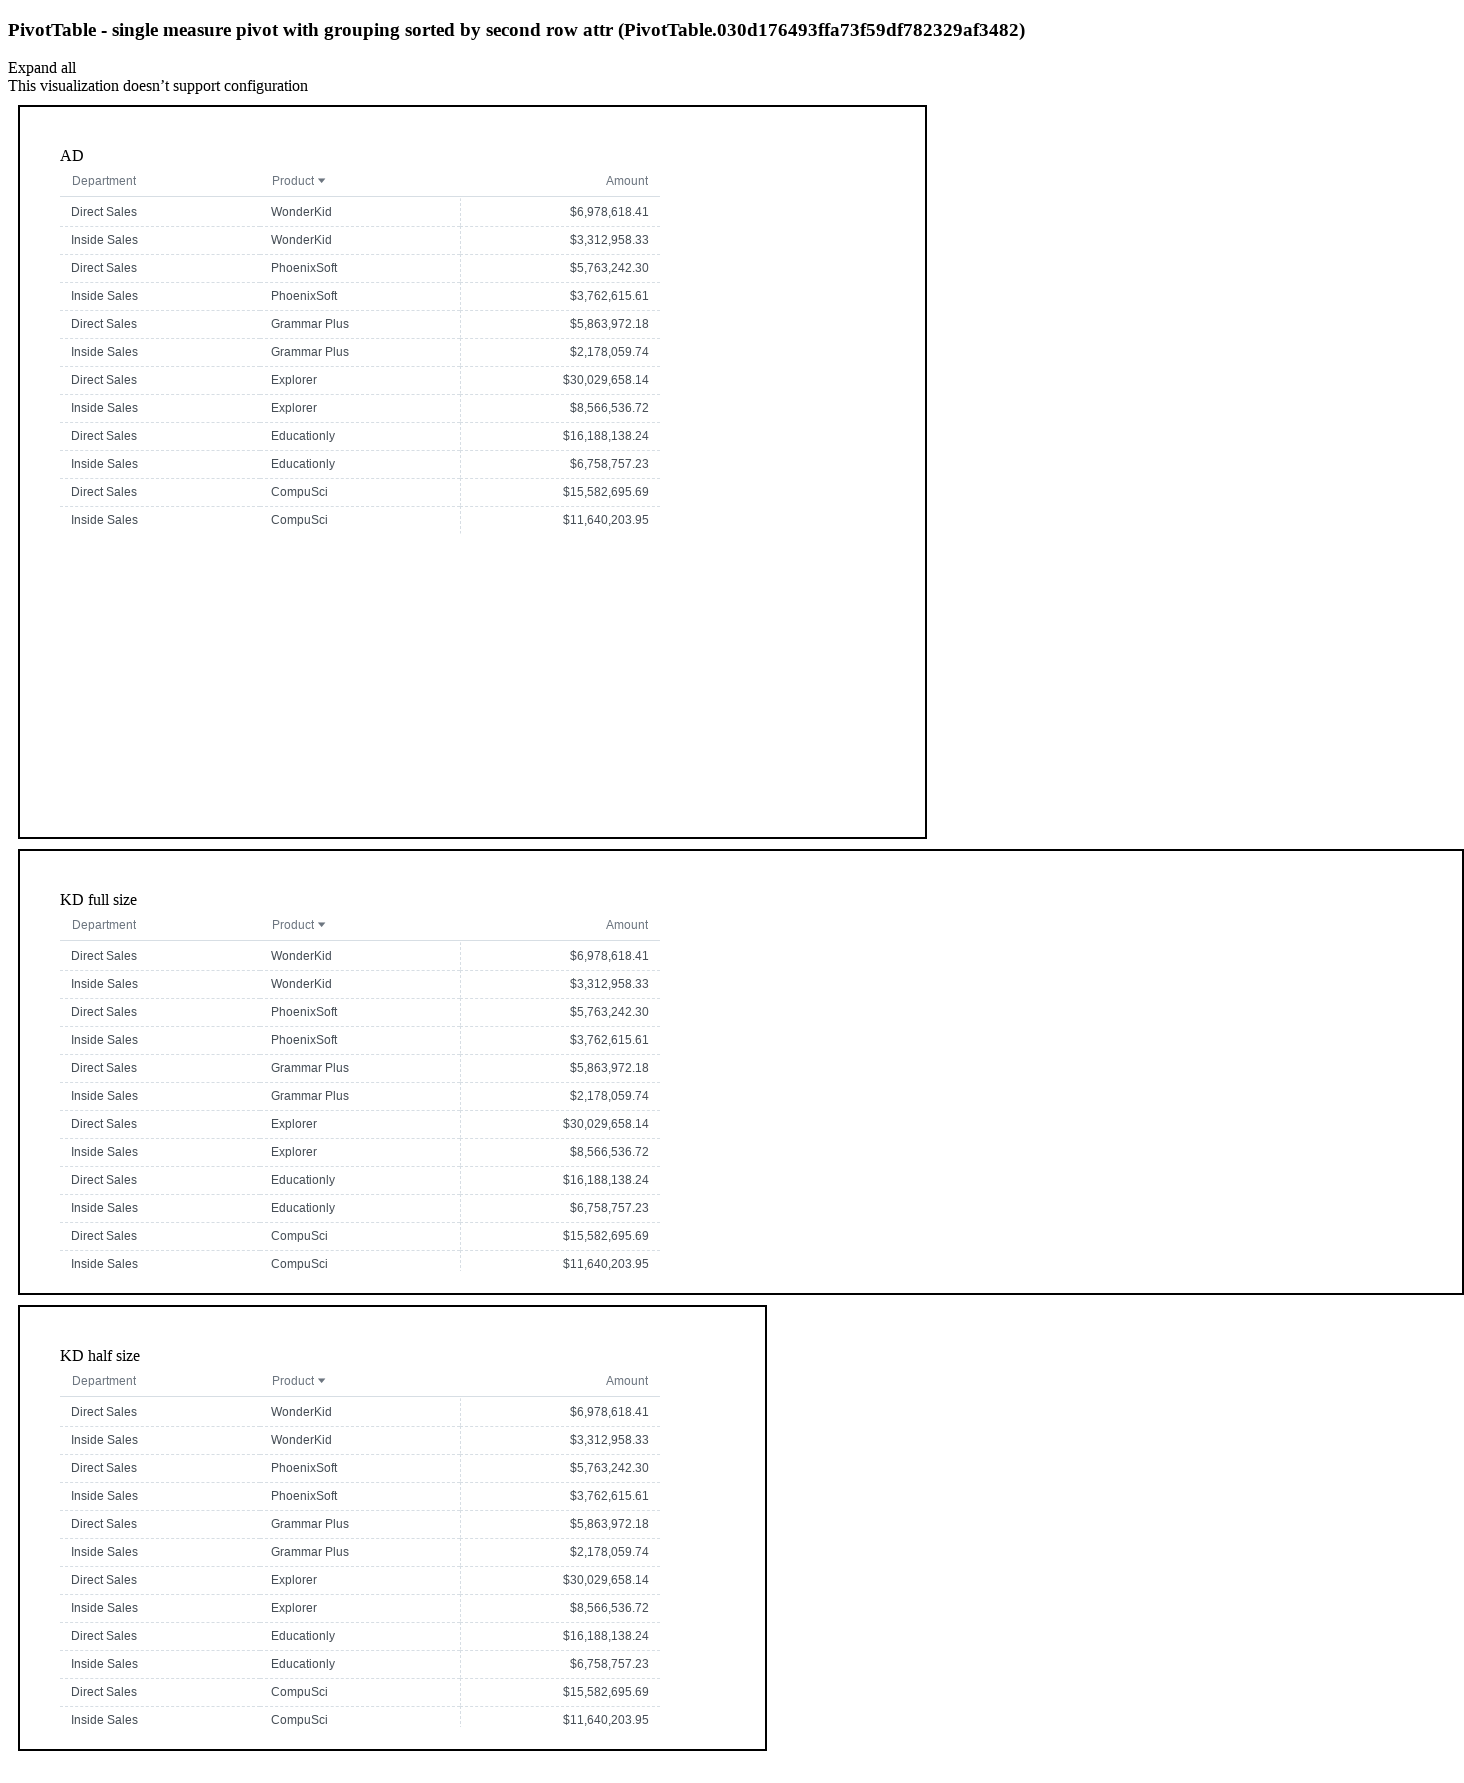 PivotTable - single measure pivot with grouping sorted by second row attr (PivotTable.030d176493ffa73f59df782329af3482)
Expand all
This visualization doesn’t support configuration
AD
Department Product Amount
Direct Sales WonderKid $6,978,618.41
Inside Sales WonderKid $3,312,958.33
Direct Sales PhoenixSoft $5,763,242.30
Inside Sales PhoenixSoft $3,762,615.61
Direct Sales Grammar Plus $5,863,972.18
Inside Sales Grammar Plus $2,178,059.74
Direct Sales Explorer $30,029,658.14
Inside Sales Explorer $8,566,536.72
Direct Sales Educationly $16,188,138.24
Inside Sales Educationly $6,758,757.23
Direct Sales CompuSci $15,582,695.69
Inside Sales CompuSci $11,640,203.95
KD full size
Department Product Amount
Direct Sales WonderKid $6,978,618.41
Inside Sales WonderKid $3,312,958.33
Direct Sales PhoenixSoft $5,763,242.30
Inside Sales PhoenixSoft $3,762,615.61
Direct Sales Grammar Plus $5,863,972.18
Inside Sales Grammar Plus $2,178,059.74
Direct Sales Explorer $30,029,658.14
Inside Sales Explorer $8,566,536.72
Direct Sales Educationly $16,188,138.24
Inside Sales Educationly $6,758,757.23
Direct Sales CompuSci $15,582,695.69
Inside Sales CompuSci $11,640,203.95
KD half size
Department Product Amount
Direct Sales WonderKid $6,978,618.41
Inside Sales WonderKid $3,312,958.33
Direct Sales PhoenixSoft $5,763,242.30
Inside Sales PhoenixSoft $3,762,615.61
Direct Sales Grammar Plus $5,863,972.18
Inside Sales Grammar Plus $2,178,059.74
Direct Sales Explorer $30,029,658.14
Inside Sales Explorer $8,566,536.72
Direct Sales Educationly $16,188,138.24
Inside Sales Educationly $6,758,757.23
Direct Sales CompuSci $15,582,695.69
Inside Sales CompuSci $11,640,203.95